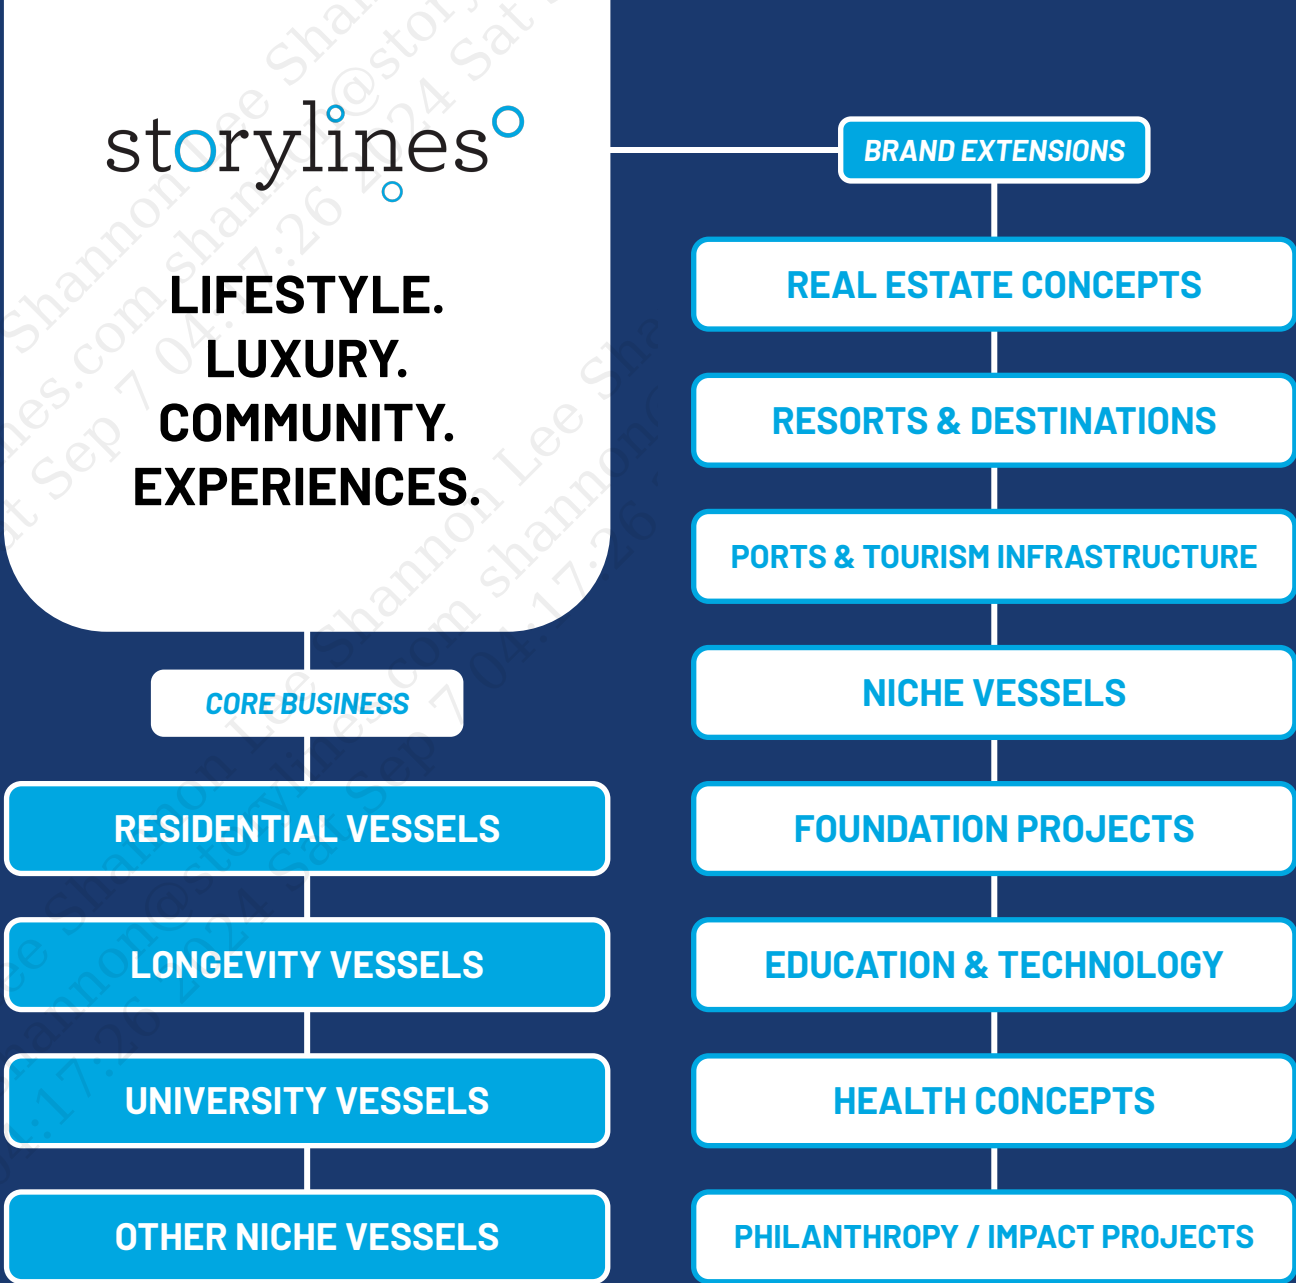 storylines
LIFESTYLE.
LUXURY.
COMMUNITY.
EXPERIENCES.
CORE BUSINESS
RESIDENTIAL VESSELS
LONGEVITY VESSELS
UNIVERSITY VESSELS
OTHER NICHE VESSELS
BRAND EXTENSIONS
REAL ESTATE CONCEPTS
RESORTS & DESTINATIONS
PORTS & TOURISM INFRASTRUCTURE
NICHE VESSELS
FOUNDATION PROJECTS
EDUCATION & TECHNOLOGY
HEALTH CONCEPTS
PHILANTHROPY / IMPACT PROJECTS